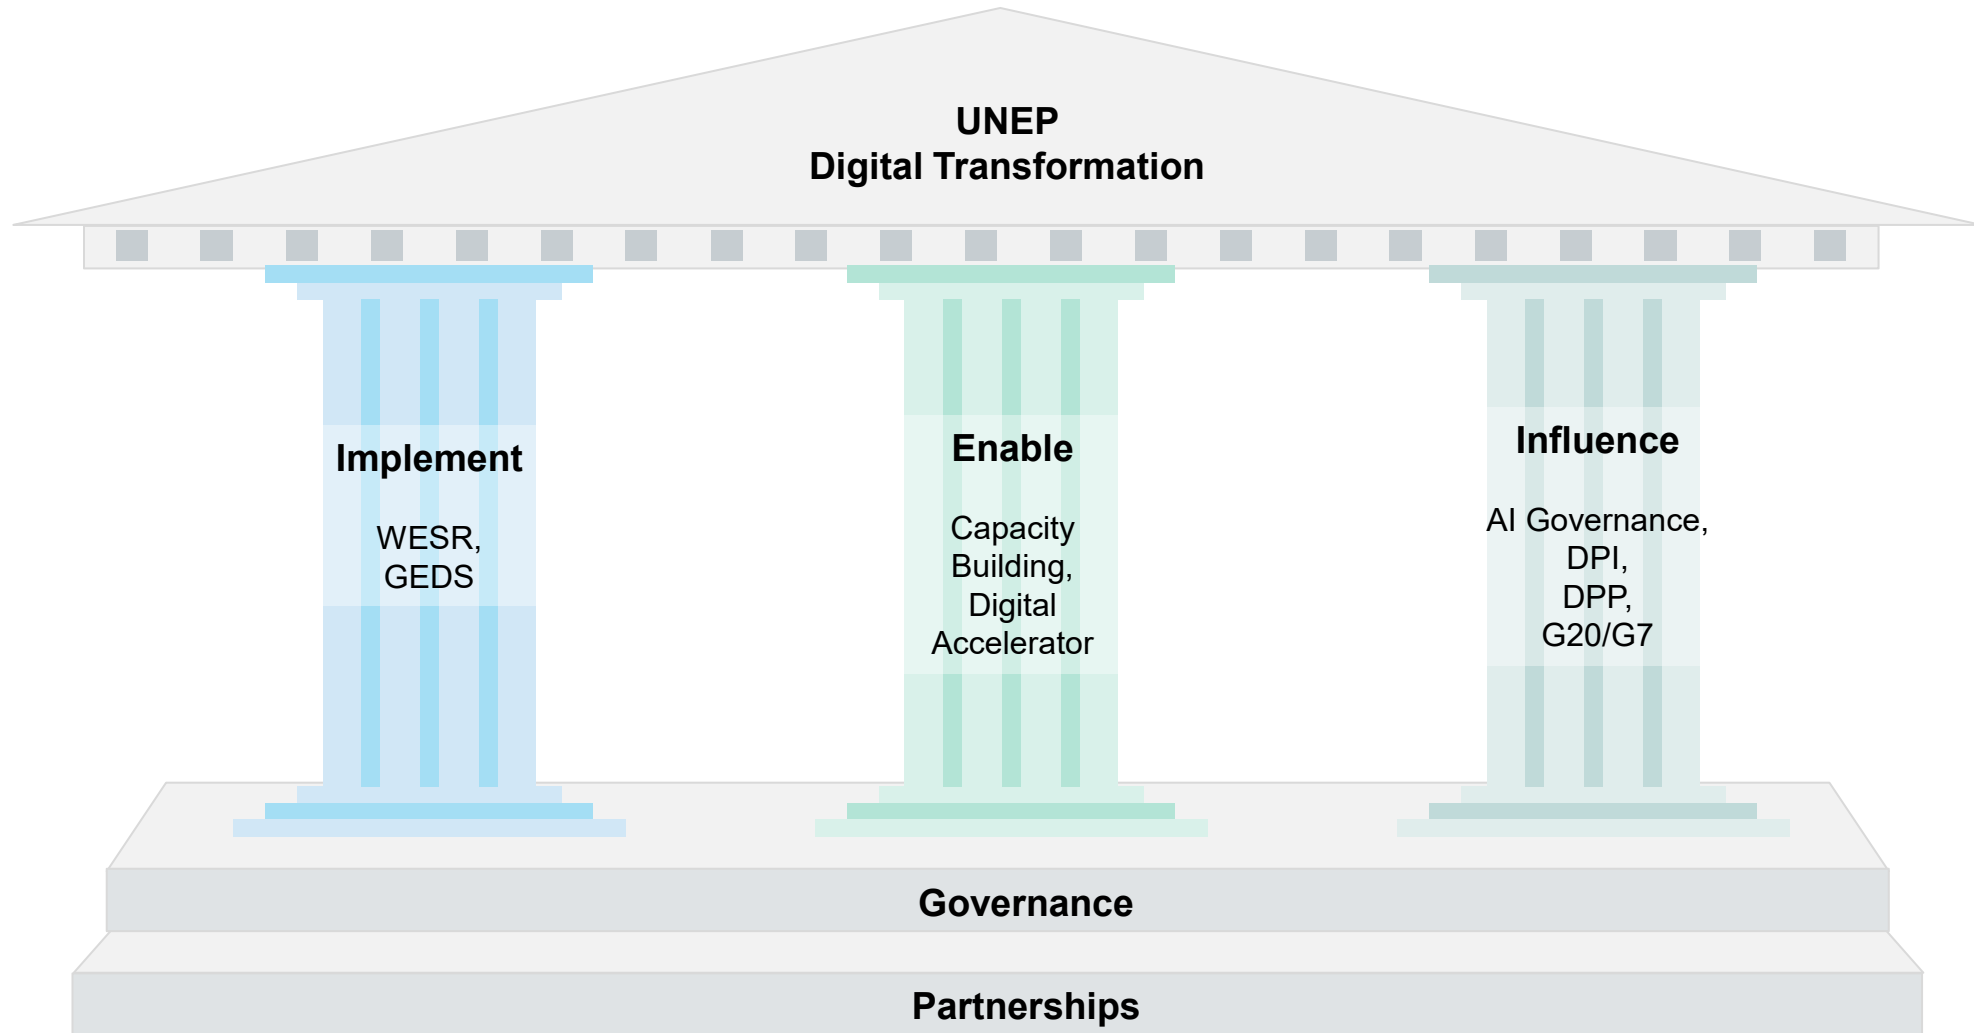 UNEP
Digital Transformation
Implement
WESR,
GEDS
Enable
Capacity
Building,
Digital
Accelerator
Influence
AI Governance,
DPI,
DPP,
G20/G7
Governance
Partnerships